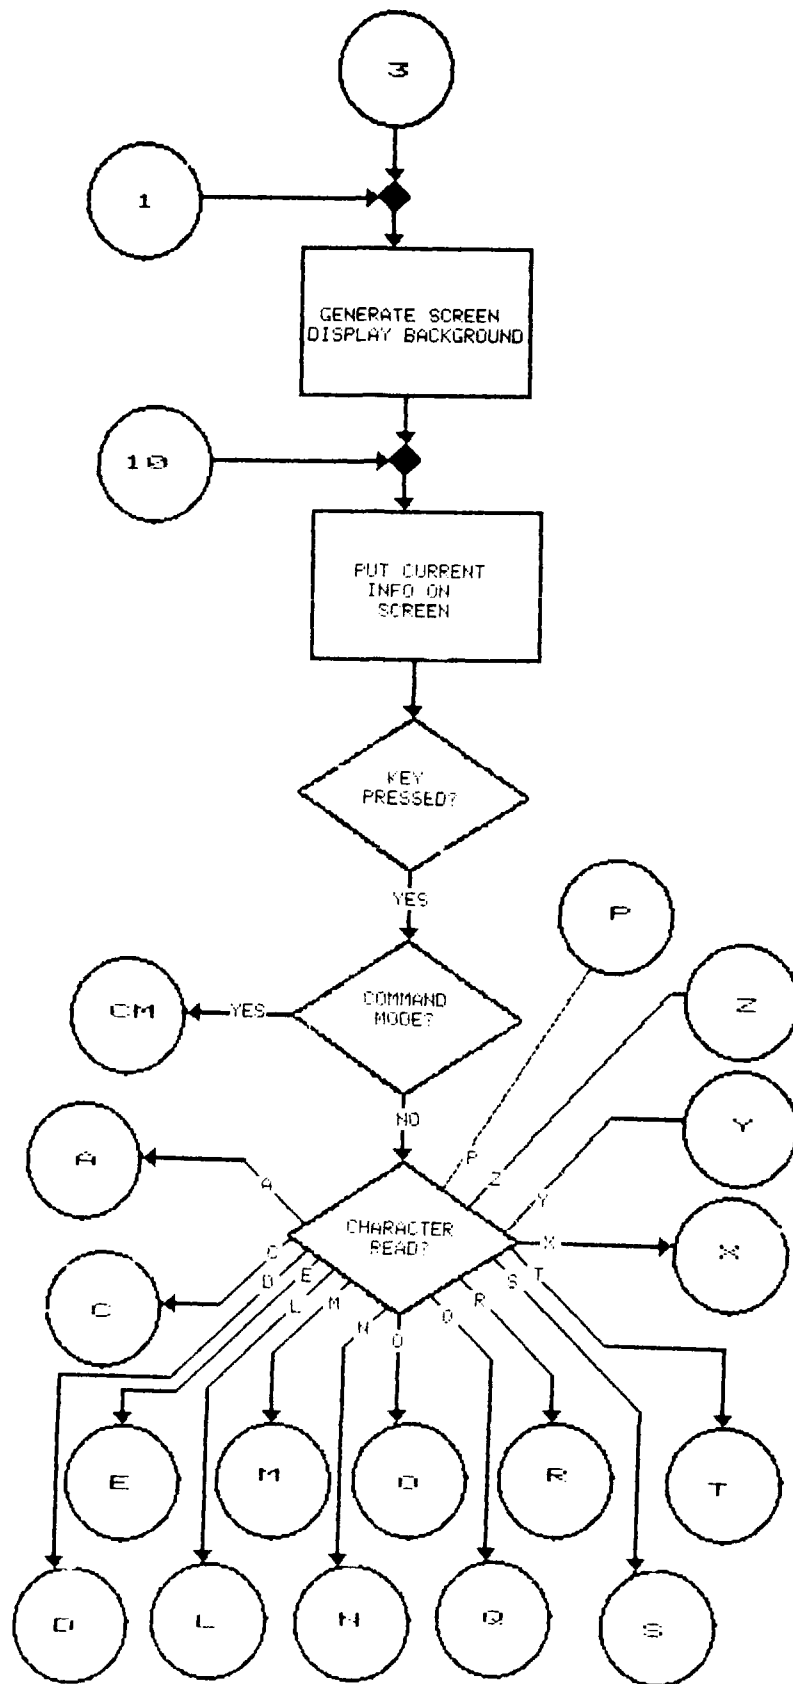 3
1
GENERATE SCREEN
DISPLAY BACKGROUND
10
PUT CURRENT
INFO ON
SCREEN
KEY
PRESSED?
YES
P
CM
YES
COMMAND
MODE?
Z
NO
A
P
Z
Y
A
Y
CHARACTER
READ?
X
X
C
C
D
E
L
M
N
O
Q
R
S
T
E
M
O
R
T
D
L
N
Q
S